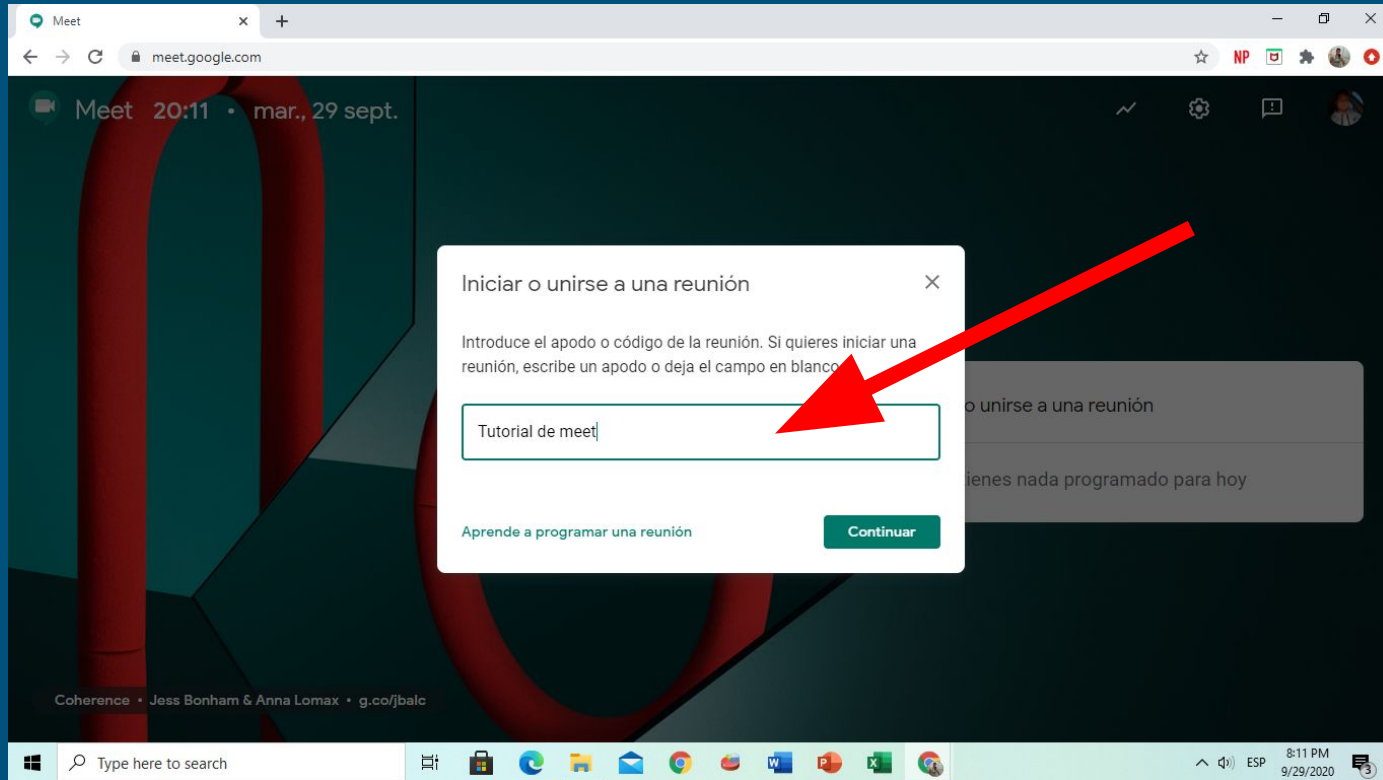 Meet
meet.google.com
NP
Meet 20:11 • mar., 29 sept.
Iniciar o unirse a una reunión
Introduce el apodo o código de la reunión. Si quieres iniciar una
reunión, escribe un apodo o deja el campo en blanco
Tutorial de meet
Aprende a programar una reunión
Continuar
o unirse a una reunión
ienes nada programado para hoy
Coherence • Jess Bonham & Anna Lomax • g.co/jbalc
Type here to search
ESP
8:11 PM
9/29/2020
3